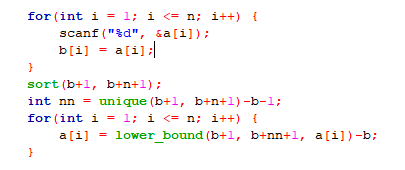 for(int i = 1; i <= n; i++) {
    scanf("%d", &a[i]);
    b[i] = a[i];
}
sort(b+1, b+n+1);
int nn = unique(b+1, b+n+1)-b-1;
for(int i = 1; i <= n; i++) {
    a[i] = lower_bound(b+1, b+nn+1, a[i])-b;
}